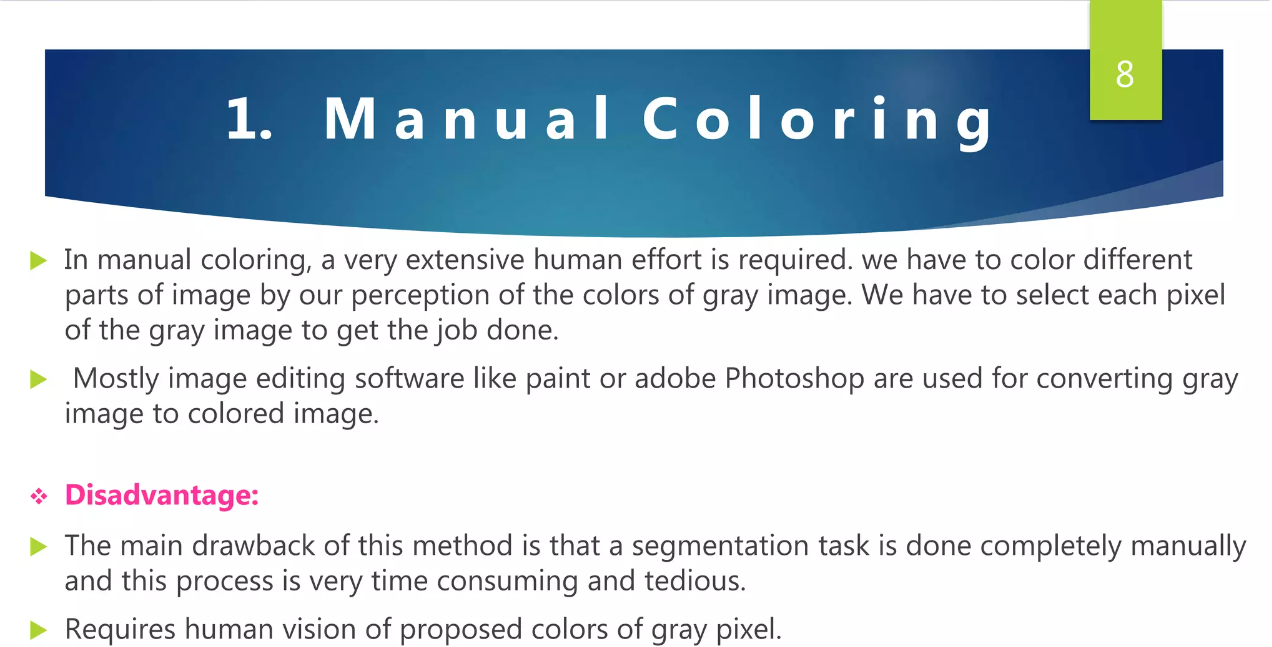 8
1. Manual Coloring
In manual coloring, a very extensive human effort is required. we have to color different
parts of image by our perception of the colors of gray image. We have to select each pixel
of the gray image to get the job done.
Mostly image editing software like paint or adobe Photoshop are used for converting gray
image to colored image.
Disadvantage:
The main drawback of this method is that a segmentation task is done completely manually
and this process is very time consuming and tedious.
Requires human vision of proposed colors of gray pixel.